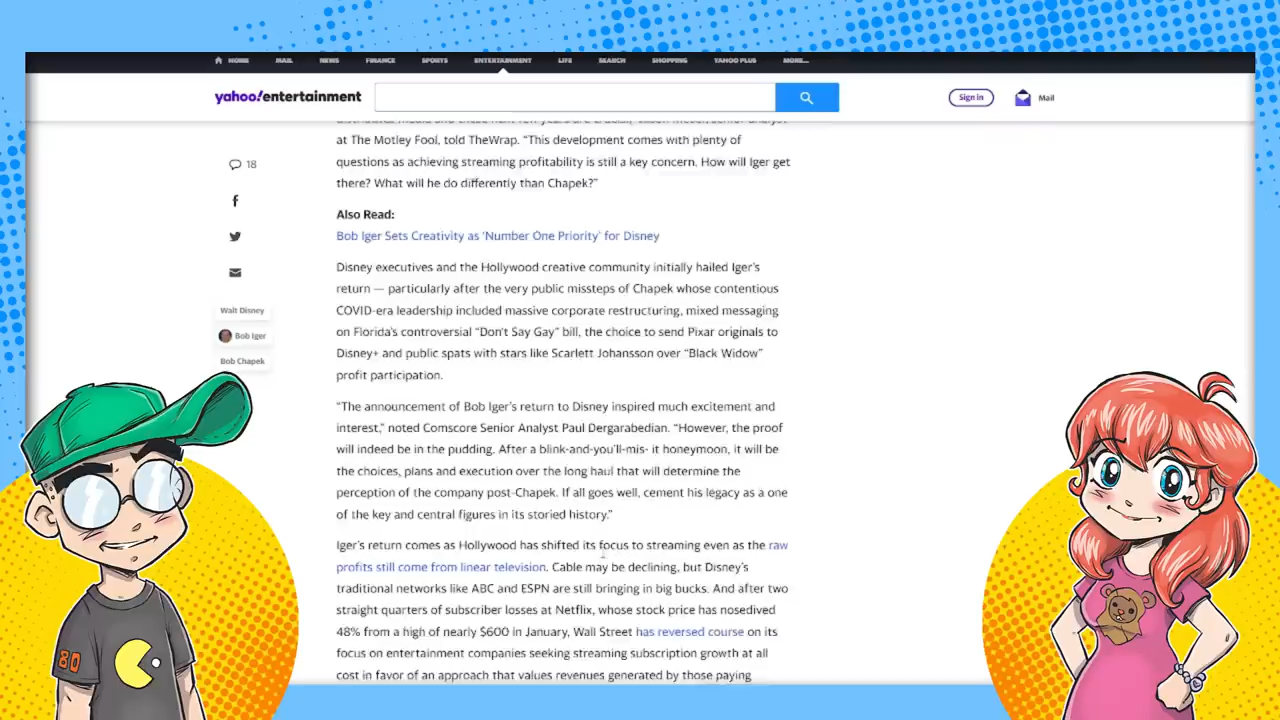 HOME MAIL NEWS FINANCE SPORTS ENTERTAINMENT LIFE SEARCH SHOPPING YAHOO PLUS MORE...
yahoo!entertainment
Sign in
Mail
at The Motley Fool, told TheWrap. “This development comes with plenty of
questions as achieving streaming profitability is still a key concern. How will Iger get
there? What will he do differently than Chapek?”
18
Also Read:
Bob Iger Sets Creativity as ‘Number One Priority’ for Disney
Disney executives and the Hollywood creative community initially hailed Iger’s
return — particularly after the very public missteps of Chapek whose contentious
COVID-era leadership included massive corporate restructuring, mixed messaging
on Florida’s controversial “Don’t Say Gay” bill, the choice to send Pixar originals to
Disney+ and public spats with stars like Scarlett Johansson over “Black Widow”
profit participation.
Walt Disney
Bob Iger
Bob Chapek
“The announcement of Bob Iger’s return to Disney inspired much excitement and
interest,” noted Comscore Senior Analyst Paul Dergarabedian. “However, the proof
will indeed be in the pudding. After a blink-and-you’ll-mis- it honeymoon, it will be
the choices, plans and execution over the long haul that will determine the
perception of the company post-Chapek. If all goes well, cement his legacy as a one
of the key and central figures in its storied history.”
Iger’s return comes as Hollywood has shifted its focus to streaming even as the raw
profits still come from linear television. Cable may be declining, but Disney’s
traditional networks like ABC and ESPN are still bringing in big bucks. And after two
straight quarters of subscriber losses at Netflix, whose stock price has nosedived
48% from a high of nearly $600 in January, Wall Street has reversed course on its
focus on entertainment companies seeking streaming subscription growth at all
cost in favor of an approach that values revenues generated by those paying
80